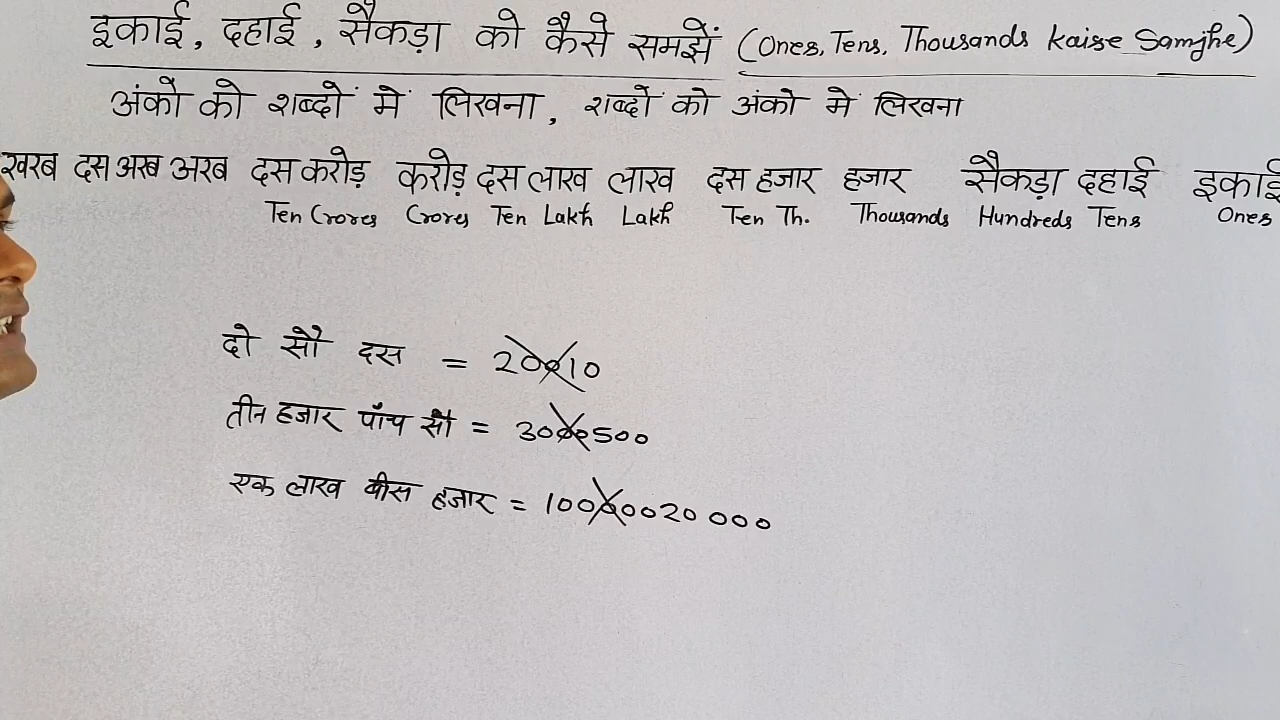 इकाई, दहाई, सैकड़ा को कैसे समझें (Ones, Tens, Thousands Kaise Samjhe)
अंको को शब्दों में लिखना, शब्दों को अंको में लिखना
खरब दस अरब अरब दस करोड़ करोड़ दस लाख लाख दस हजार हजार सैकड़ा दहाई इकाई
Ten Crores Crores Ten Lakh Lakh Ten Th. Thousands Hundreds Tens Ones
दो सौ दस = 20010
तीन हजार पाँच सौ = 3000500
एक लाख बीस हजार = 10000020000